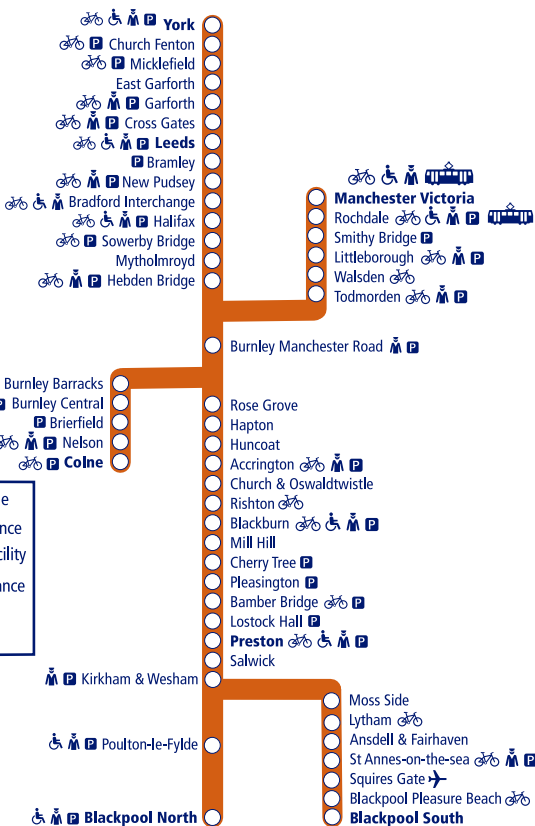 York
Church Fenton
Micklefield
East Garforth
Garforth
Cross Gates
Leeds
Bramley
New Pudsey
Bradford Interchange
Halifax
Sowerby Bridge
Mytholmroyd
Hebden Bridge
Manchester Victoria
Rochdale
Smithy Bridge
Littleborough
Walsden
Todmorden
Burnley Manchester Road
Burnley Barracks
Burnley Central
Brierfield
Nelson
Colne
Rose Grove
Hapton
Huncoat
Accrington
Church & Oswaldtwistle
Rishton
Blackburn
Mill Hill
Cherry Tree
Pleasington
Bamber Bridge
Lostock Hall
Preston
Salwick
Kirkham & Wesham
Poulton-le-Fylde
Blackpool North
Moss Side
Lytham
Ansdell & Fairhaven
St Annes-on-the-sea
Squires Gate
Blackpool Pleasure Beach
Blackpool South